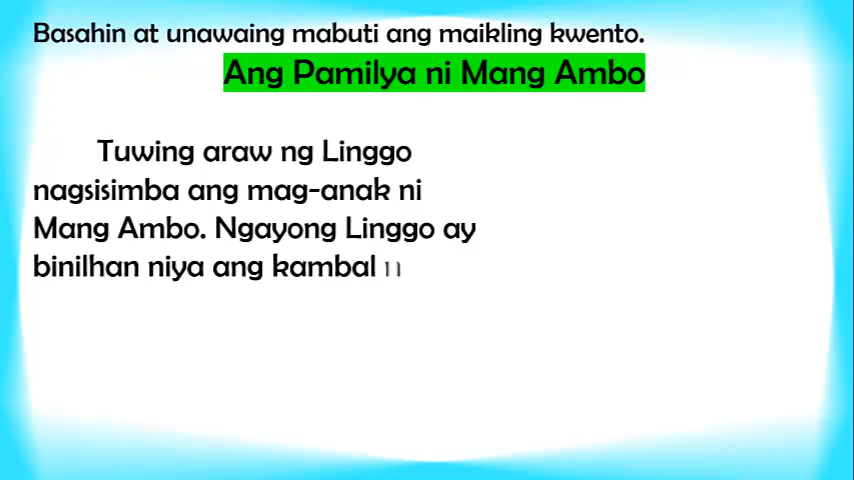 Basahin at unawaing mabuti ang maikling kwento.
Ang Pamilya ni Mang Ambo
Tuwing araw ng Linggo
nagsisimba ang mag-anak ni
Mang Ambo. Ngayong Linggo ay
binilhan niya ang kambal